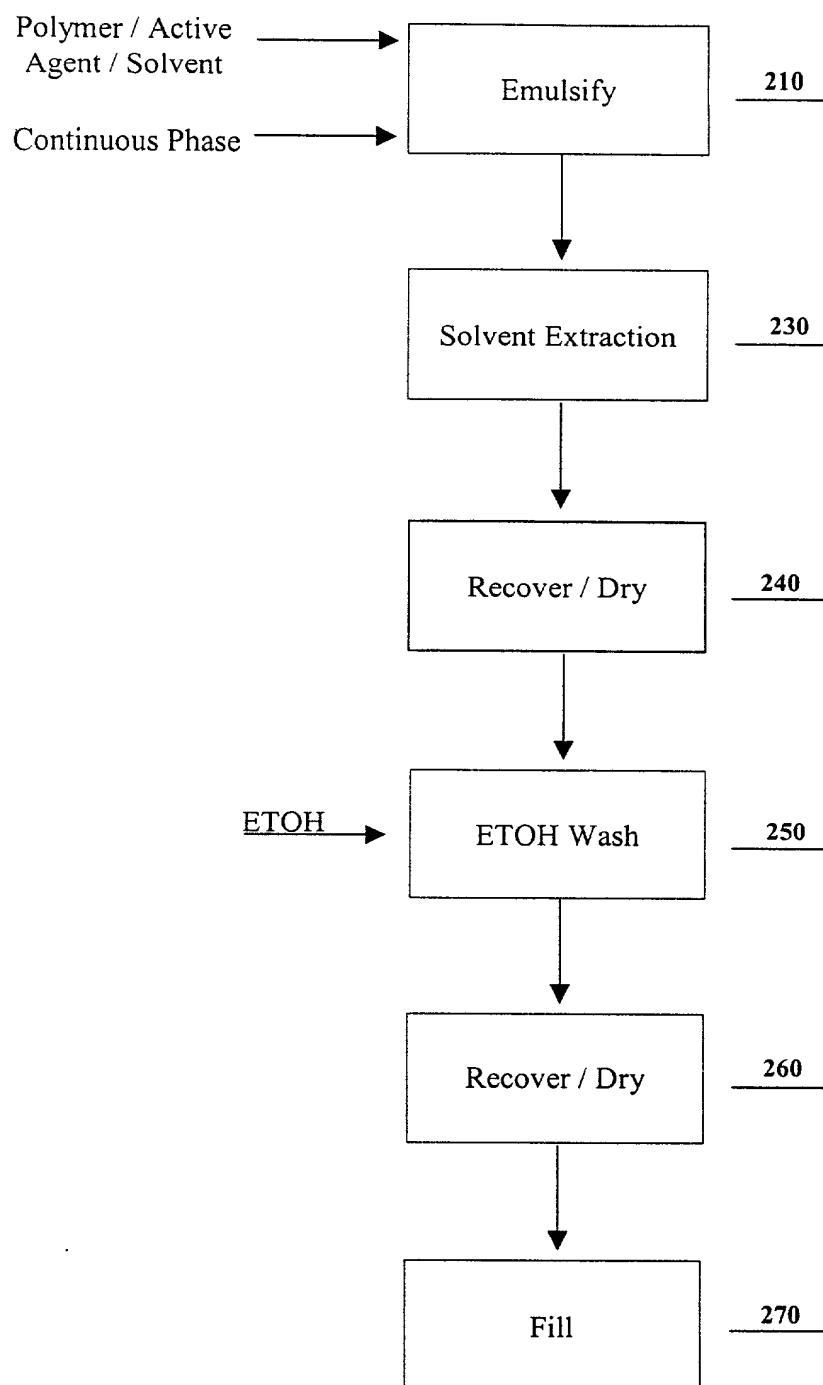 Polymer / Active
Agent / Solvent
Continuous Phase
Emulsify
210
Solvent Extraction
230
Recover / Dry
240
ETOH
ETOH Wash
250
Recover / Dry
260
Fill
270